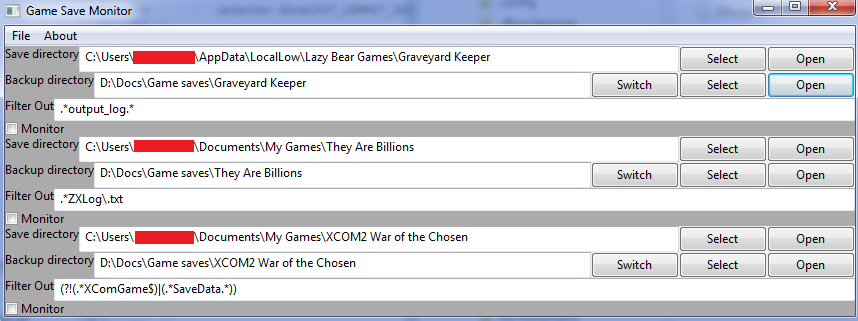 Game Save Monitor
File About
Save directory C:\Users\ \AppData\LocalLow\Lazy Bear Games\Graveyard Keeper Select Open
Backup directory D:\Docs\Game saves\Graveyard Keeper Switch Select Open
Filter Out .*output_log.*
Monitor
Save directory C:\Users\ \Documents\My Games\They Are Billions Select Open
Backup directory D:\Docs\Game saves\They Are Billions Switch Select Open
Filter Out .*ZXLog\.txt
Monitor
Save directory C:\Users\ \Documents\My Games\XCOM2 War of the Chosen Select Open
Backup directory D:\Docs\Game saves\XCOM2 War of the Chosen Switch Select Open
Filter Out (?!(.*XComGame$)|(.*SaveData.*))
Monitor